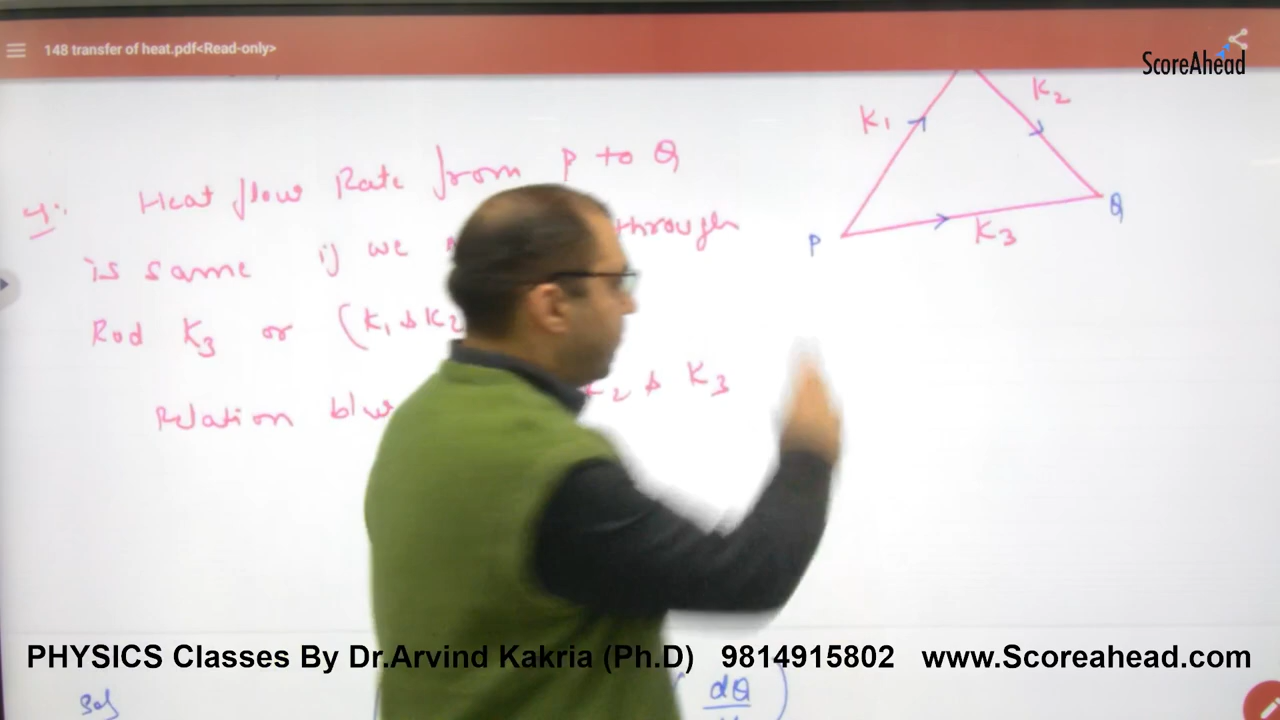 148 transfer of heat.pdf<Read-only>
ScoreAhead
K1
K2
K3
P
Q
4:
Heat flow Rate from P to Q
is same if we through
Rod K3 or (K1 & K2
Relation b/w K2 & K3
Sol
dQ
PHYSICS Classes By Dr.Arvind Kakria (Ph.D) 9814915802 www.Scoreahead.com